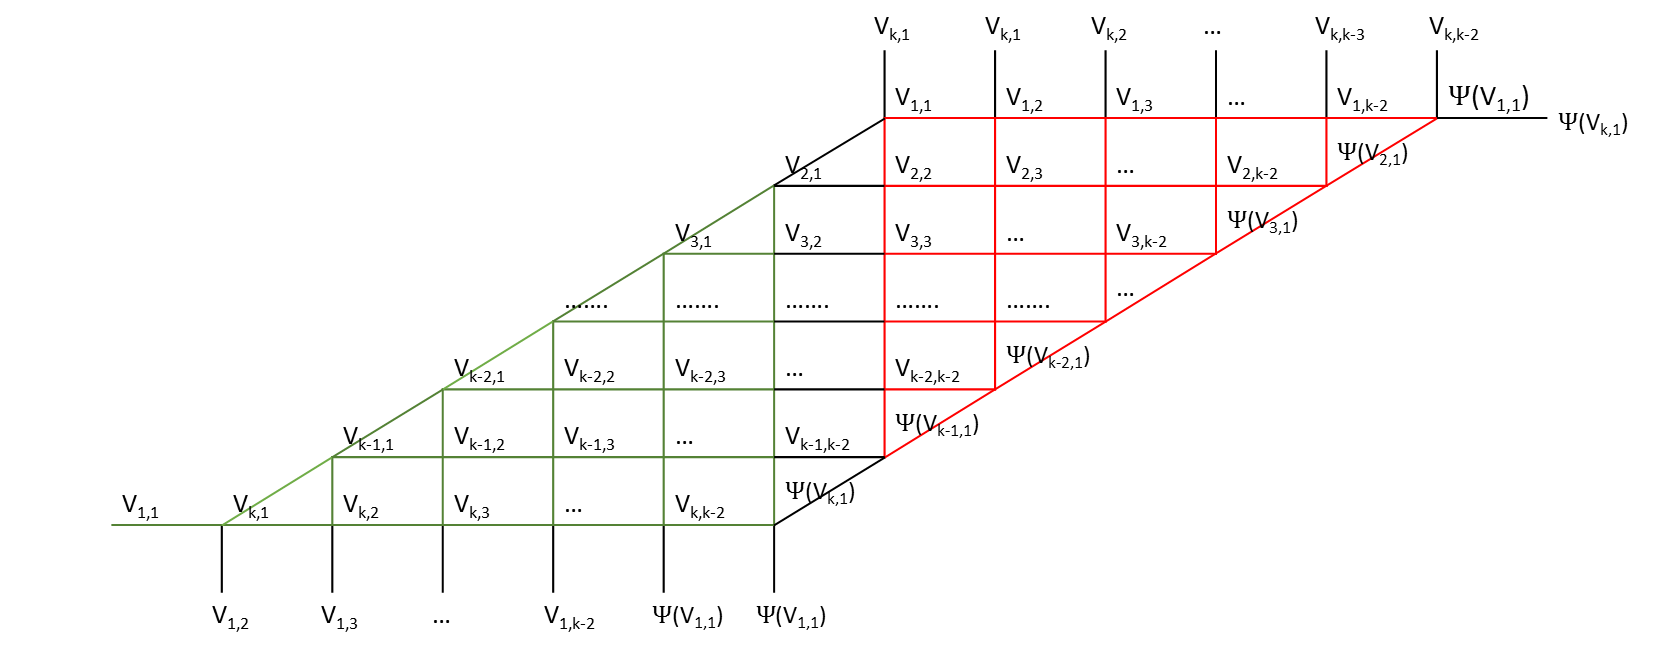 V_{k,1} V_{k,1} V_{k,2} ... V_{k,k-3} V_{k,k-2}
V_{1,1} V_{1,2} V_{1,3} ... V_{1,k-2} Ψ(V_{1,1})
Ψ(V_{k,1})
V_{2,1} V_{2,2} V_{2,3} ... V_{2,k-2} Ψ(V_{2,1})
V_{3,1} V_{3,2} V_{3,3} ... V_{3,k-2} Ψ(V_{3,1})
....... ....... ....... ....... ....... ...
V_{k-2,1} V_{k-2,2} V_{k-2,3} ... V_{k-2,k-2} Ψ(V_{k-2,1})
V_{k-1,1} V_{k-1,2} V_{k-1,3} ... V_{k-1,k-2} Ψ(V_{k-1,1})
V_{1,1} V_{k,1} V_{k,2} V_{k,3} ... V_{k,k-2} Ψ(V_{k,1})
V_{1,2} V_{1,3} ... V_{1,k-2} Ψ(V_{1,1}) Ψ(V_{1,1})